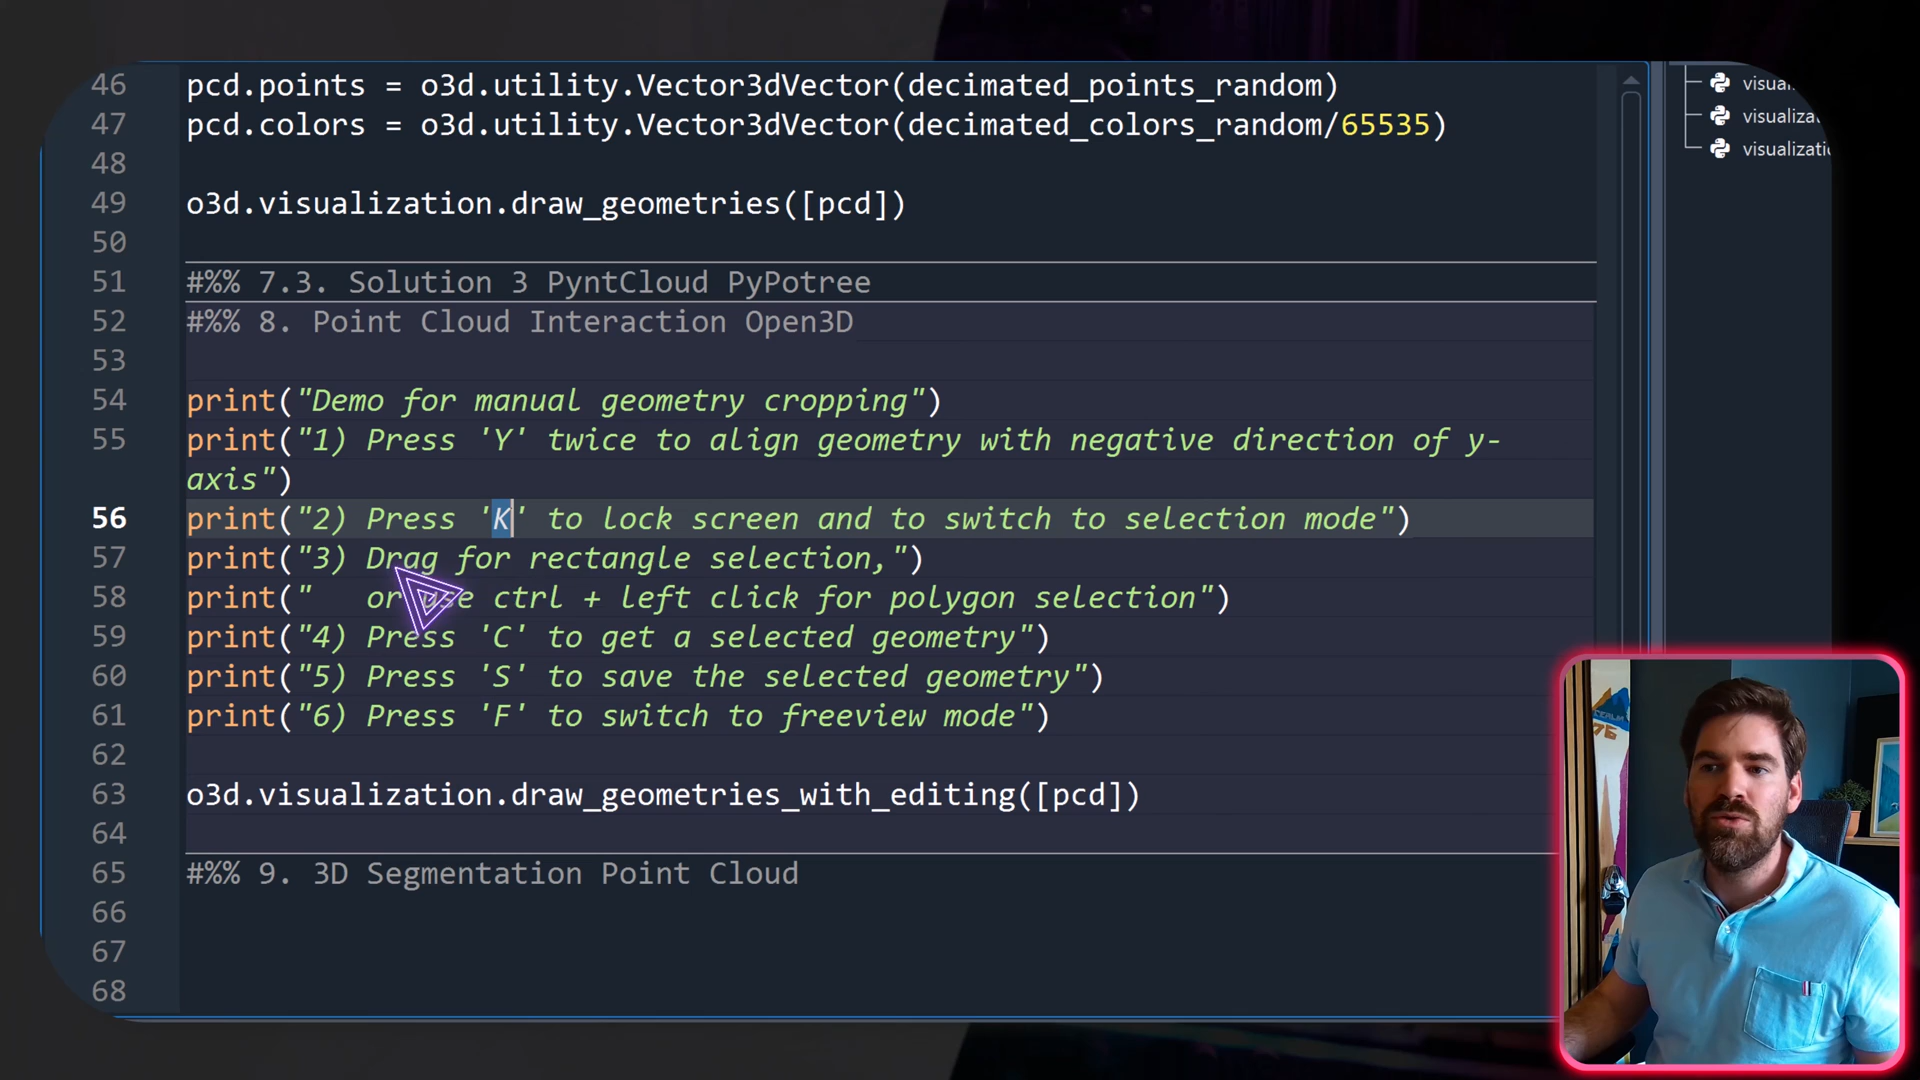 46 pcd.points = o3d.utility.Vector3dVector(decimated_points_random)
47 pcd.colors = o3d.utility.Vector3dVector(decimated_colors_random/65535)
48
49 o3d.visualization.draw_geometries([pcd])
50
51 #%% 7.3. Solution 3 PyntCloud PyPotree
52 #%% 8. Point Cloud Interaction Open3D
53
54 print("Demo for manual geometry cropping")
55 print("1) Press 'Y' twice to align geometry with negative direction of y-
axis")
56 print("2) Press 'K' to lock screen and to switch to selection mode")
57 print("3) Drag for rectangle selection,")
58 print("   or use ctrl + left click for polygon selection")
59 print("4) Press 'C' to get a selected geometry")
60 print("5) Press 'S' to save the selected geometry")
61 print("6) Press 'F' to switch to freeview mode")
62
63 o3d.visualization.draw_geometries_with_editing([pcd])
64
65 #%% 9. 3D Segmentation Point Cloud
66
67
68
visual
visualizat
visualizati